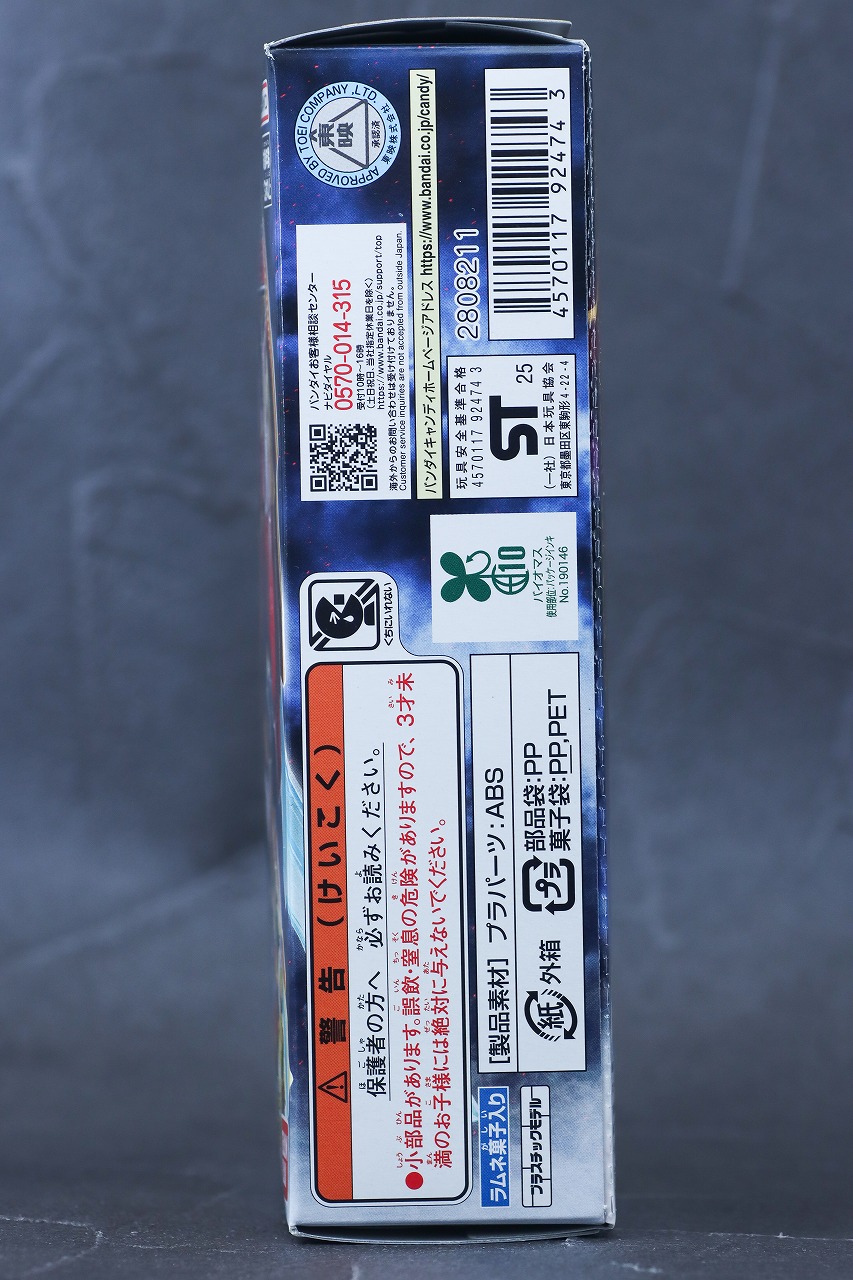 ⚠警告（けいこく）
保護者の方へ 必ずお読みください。
●小部品があります。誤飲・窒息の危険がありますので、3才未
満のお子様には絶対に与えないでください。
くちにいれない
バンダイお客様相談センター
ナビダイヤル
0570-014-315
受付10時～16時
（土日祝日、当社指定休業日を除く）
https://www.bandai.co.jp/support/top
海外からのお問い合わせは受け付けておりません。
Customer service inquiries are not accepted from outside Japan.
APPROVED BY TOEI COMPANY, LTD.
東映
承認済
東映株式会社
バンダイキャンディホームページアドレス https://www.bandai.co.jp/candy/
ラムネ菓子入り
プラスチックモデル
[製品素材] プラパーツ:ABS
紙 外箱
プラ 部品袋:PP
菓子袋:PP,PET
10
バイオマス
使用部位:パッケージインキ
No.190146
玩具安全基準合格
4570117 92474 3
ST 25
（一社）日本玩具協会
東京都墨田区東駒形4-22-4
2808211
4570117 924743